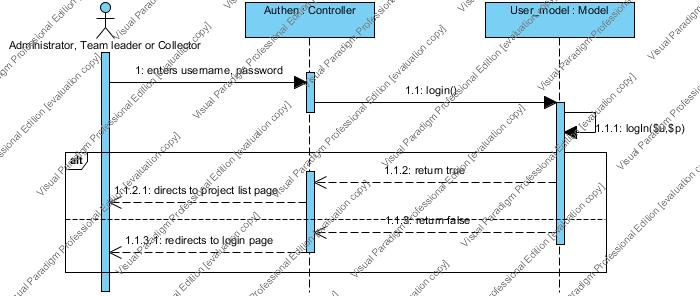 Authen : Controller
User_model : Model
Administrator, Team leader or Collector
1: enters username, password
1.1: login()
1.1.1: logIn($u,$p)
alt
1.1.2: return true
1.1.2.1: directs to project list page
1.1.3: return false
1.1.3.1: redirects to login page
Visual Paradigm Professional Edition [evaluation copy]